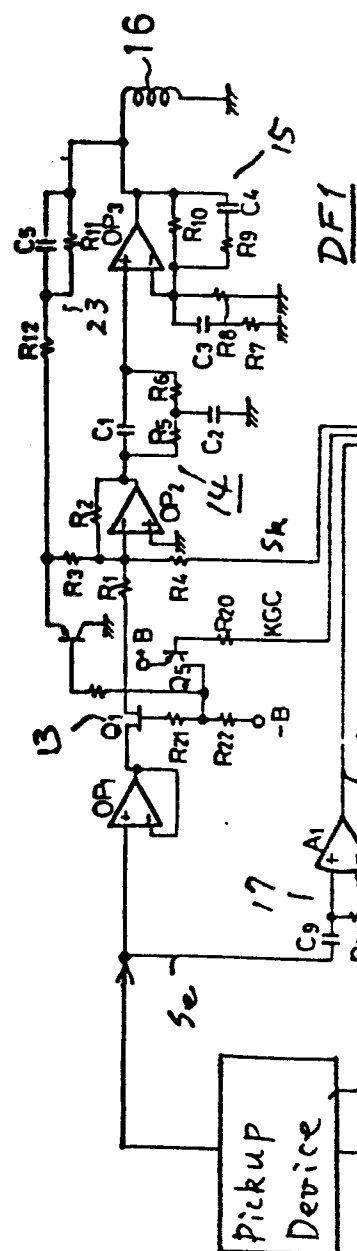 Pickup
Device
Se
17
C9
A1
OP1
13
Q1
R21
R22
-B
+B
Q5
R20
KGC
R1
R2
R3
R4
Sk
OP2
14
C1
R5
R6
C2
R12
23
C5
R11
OP3
C3
R8
R7
R10
R9
C4
15
16
DF1